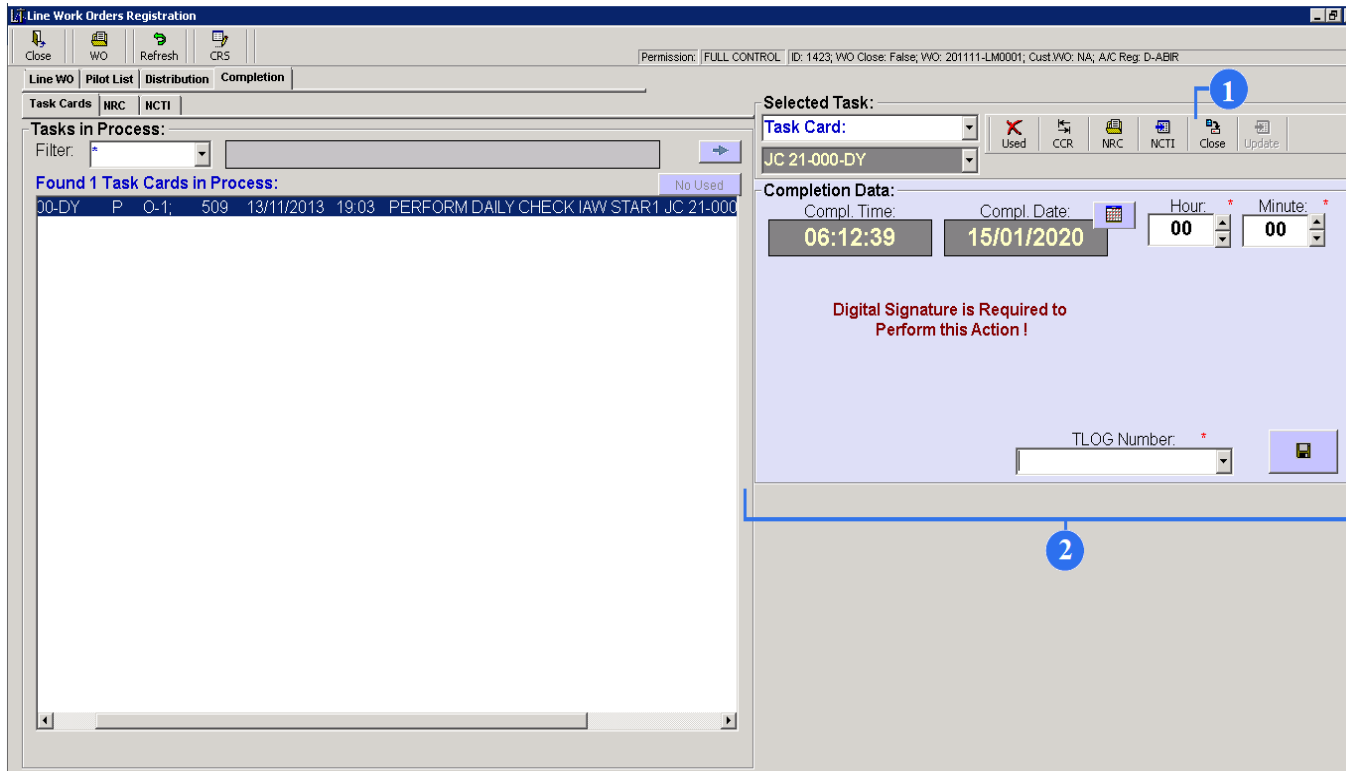 Line Work Orders Registration
Close WO Refresh CRS
Permission: FULL CONTROL ID: 1423; WO Close: False; WO: 201111-LM0001; Cust.WO: NA; A/C Reg: D-ABIR
Line WO Pilot List Distribution Completion
Task Cards NRC NCTI
Tasks in Process:
Filter: *
Found 1 Task Cards in Process:
No Used
00-DY P O-1; 509 13/11/2013 19:03 PERFORM DAILY CHECK IAW STAR1 JC 21-000
Selected Task:
1
Task Card:
JC 21-000-DY
Used CCR NRC NCTI Close Update
Completion Data:
Compl. Time: Compl. Date: Hour: * Minute: *
06:12:39 15/01/2020 00 00
Digital Signature is Required to
Perform this Action !
TLOG Number: *
2